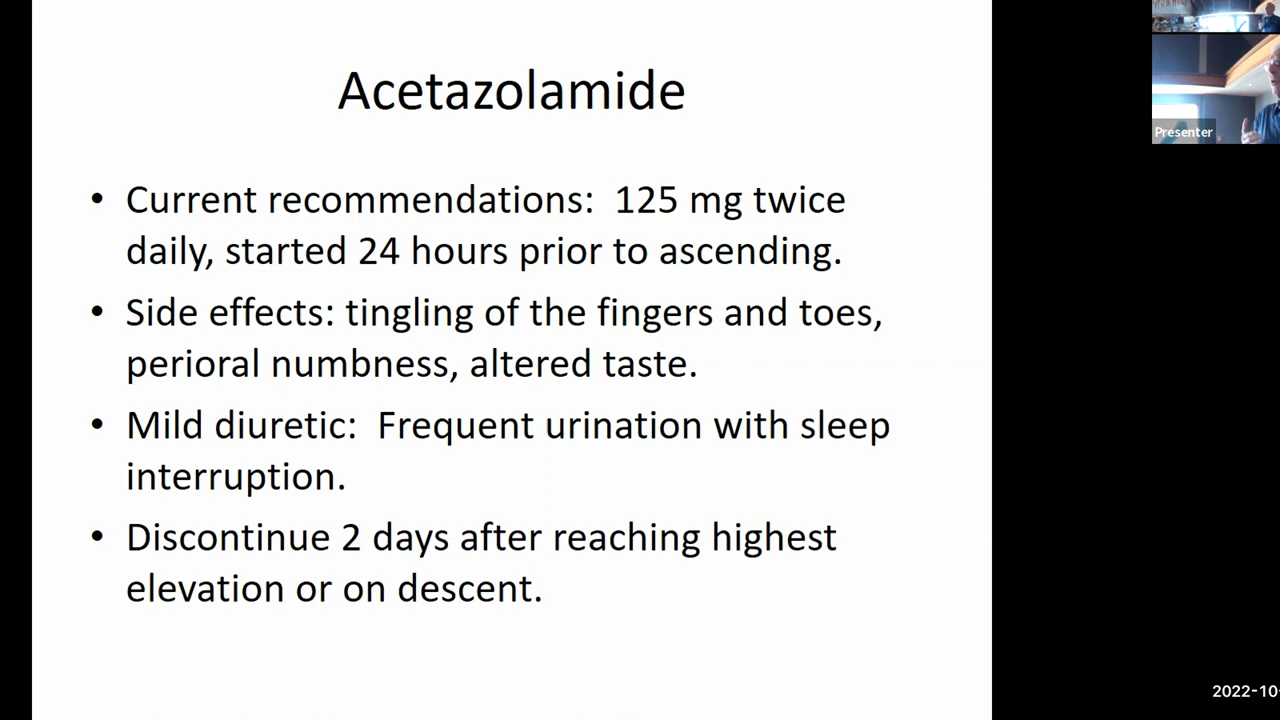 Acetazolamide
• Current recommendations:  125 mg twice
daily, started 24 hours prior to ascending.
• Side effects: tingling of the fingers and toes,
perioral numbness, altered taste.
• Mild diuretic:  Frequent urination with sleep
interruption.
• Discontinue 2 days after reaching highest
elevation or on descent.
Presenter
2022-10-